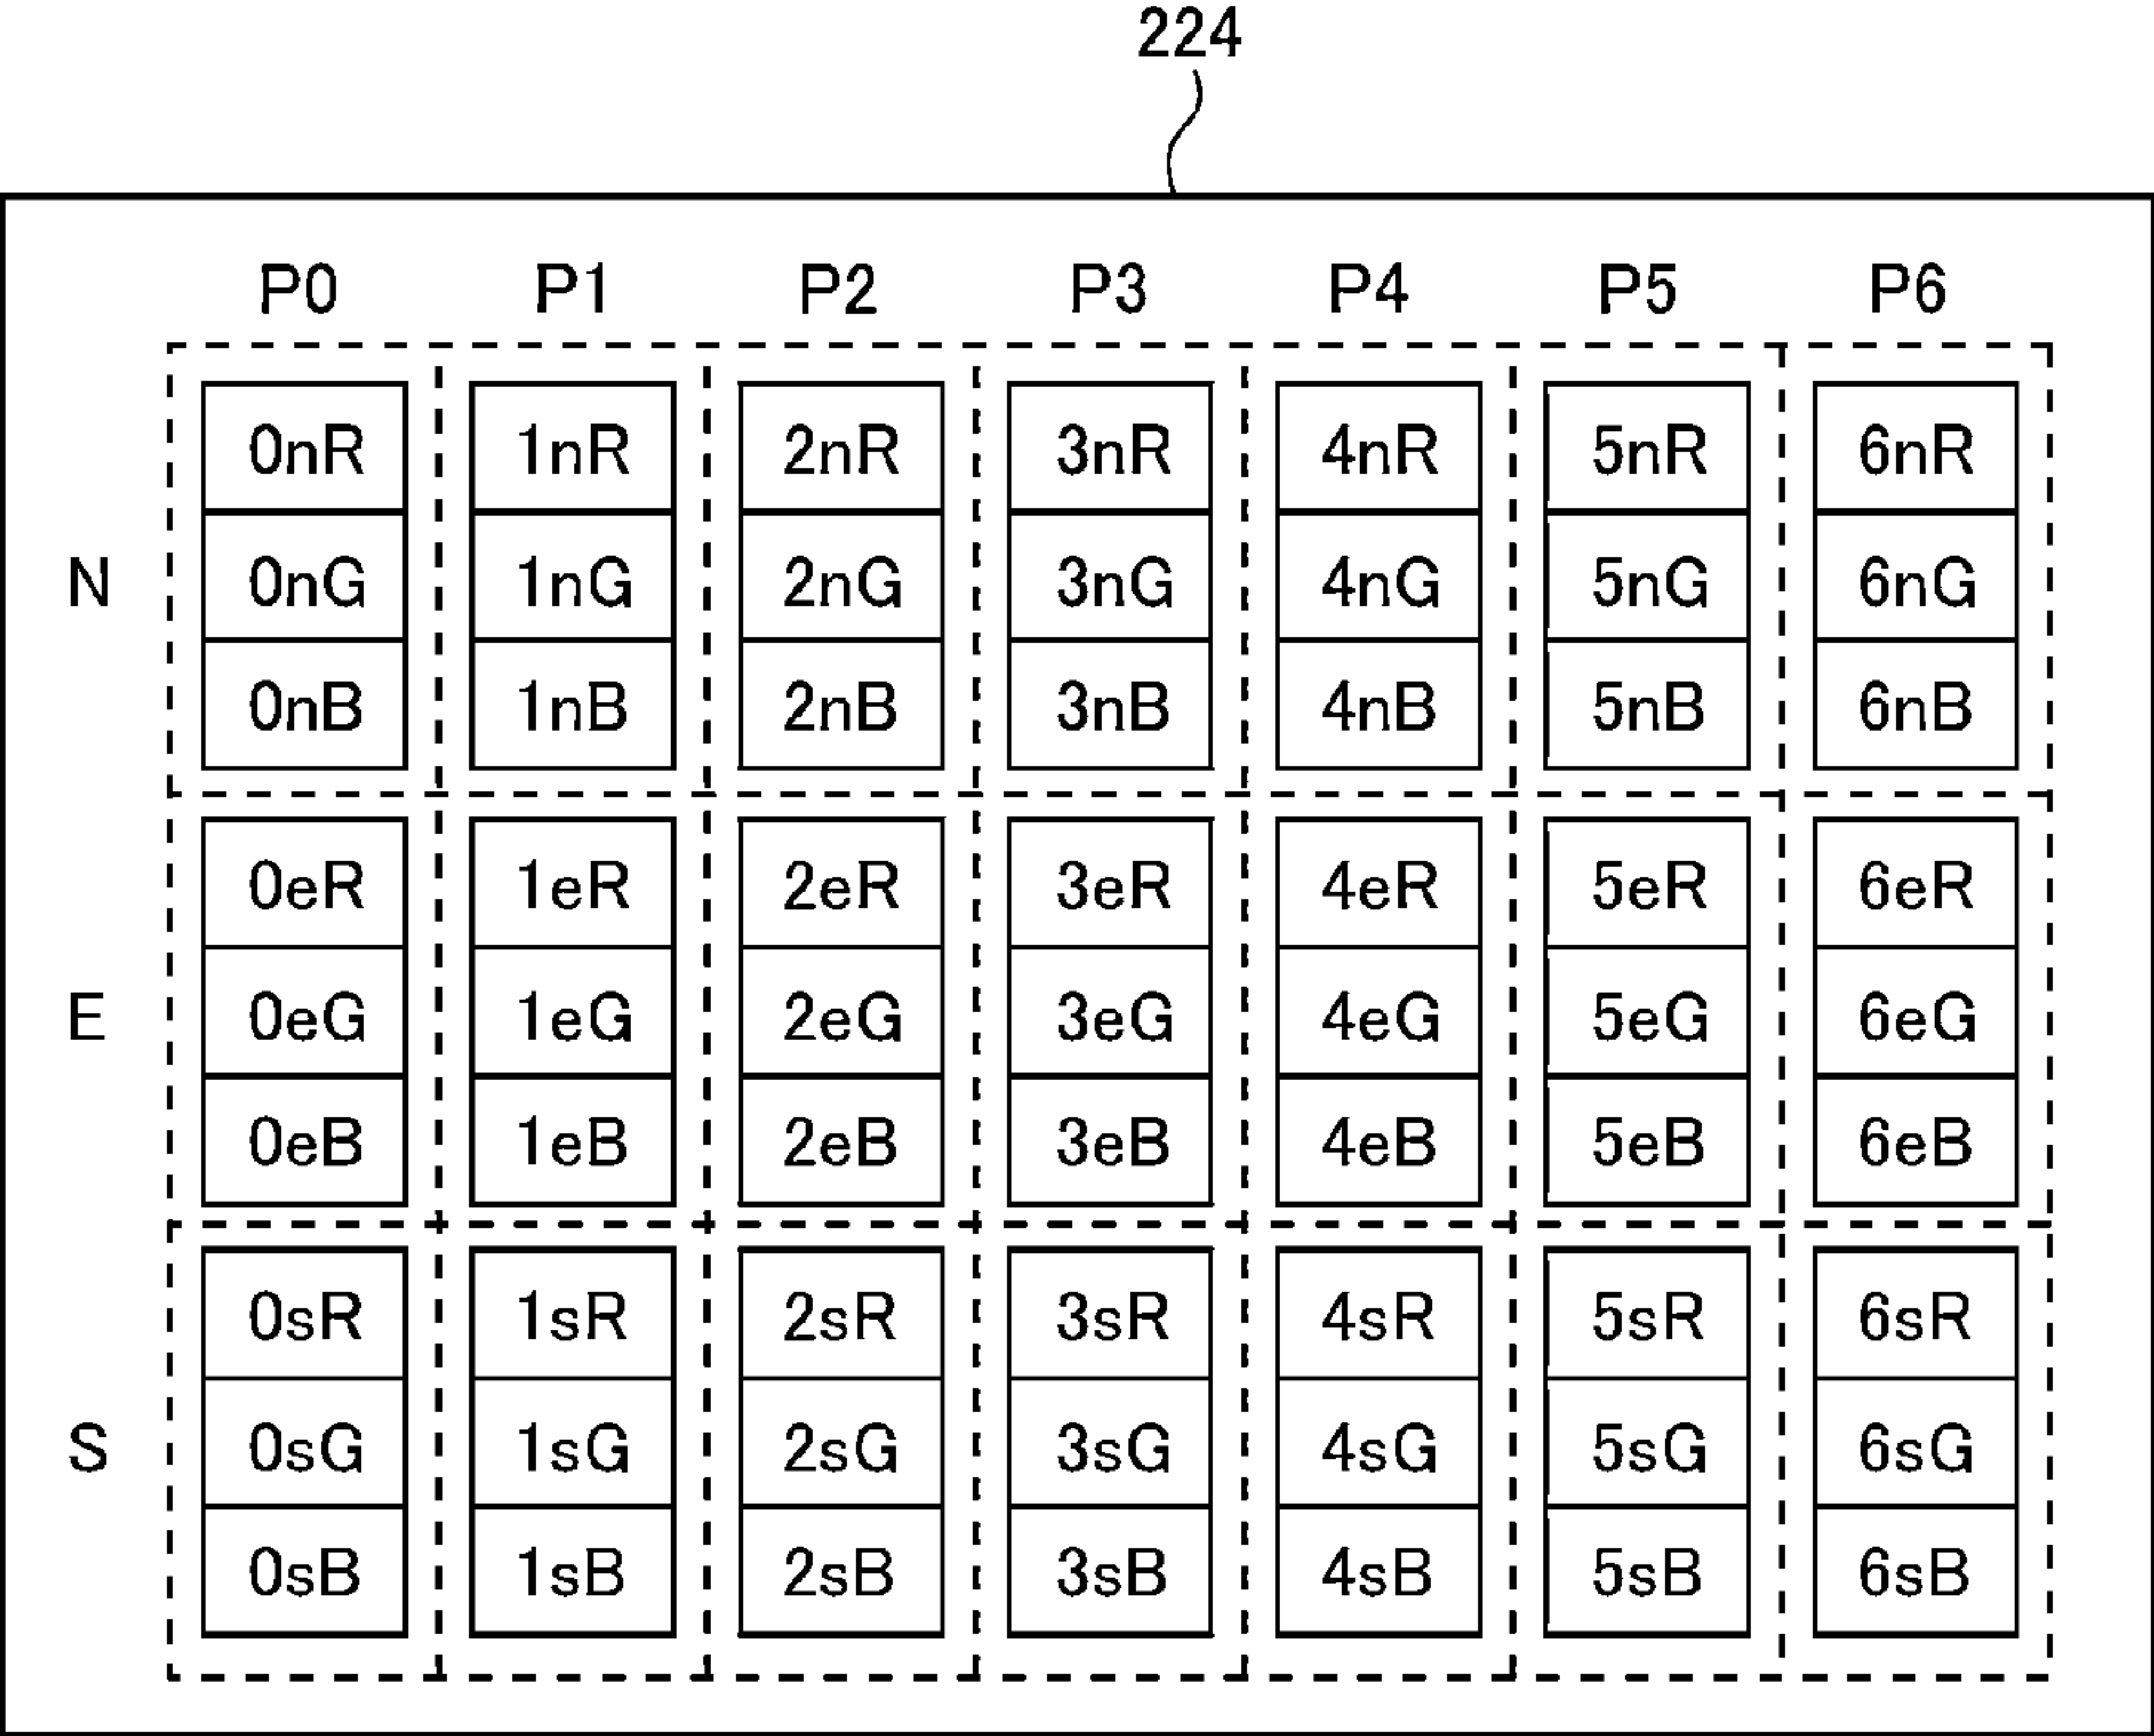 224
P0 P1 P2 P3 P4 P5 P6
0nR 1nR 2nR 3nR 4nR 5nR 6nR
N 0nG 1nG 2nG 3nG 4nG 5nG 6nG
0nB 1nB 2nB 3nB 4nB 5nB 6nB
0eR 1eR 2eR 3eR 4eR 5eR 6eR
E 0eG 1eG 2eG 3eG 4eG 5eG 6eG
0eB 1eB 2eB 3eB 4eB 5eB 6eB
0sR 1sR 2sR 3sR 4sR 5sR 6sR
S 0sG 1sG 2sG 3sG 4sG 5sG 6sG
0sB 1sB 2sB 3sB 4sB 5sB 6sB